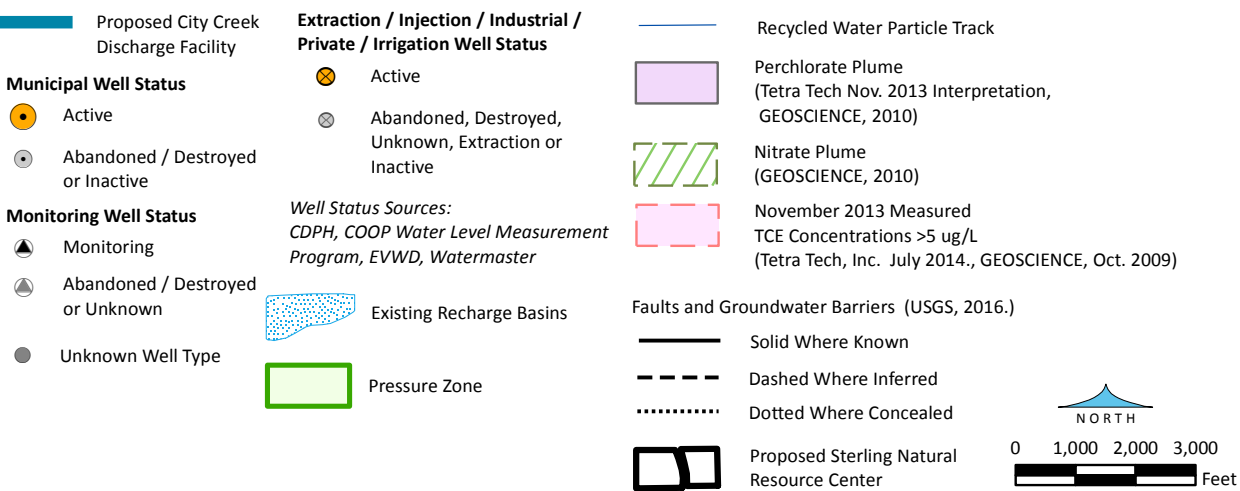 Proposed City Creek
Discharge Facility
Municipal Well Status
Active
Abandoned / Destroyed
or Inactive
Monitoring Well Status
Monitoring
Abandoned / Destroyed
or Unknown
Unknown Well Type
Extraction / Injection / Industrial /
Private / Irrigation Well Status
Active
Abandoned, Destroyed,
Unknown, Extraction or
Inactive
Well Status Sources:
CDPH, COOP Water Level Measurement
Program, EVWD, Watermaster
Existing Recharge Basins
Pressure Zone
Recycled Water Particle Track
Perchlorate Plume
(Tetra Tech Nov. 2013 Interpretation,
GEOSCIENCE, 2010)
Nitrate Plume
(GEOSCIENCE, 2010)
November 2013 Measured
TCE Concentrations >5 ug/L
(Tetra Tech, Inc. July 2014., GEOSCIENCE, Oct. 2009)
Faults and Groundwater Barriers (USGS, 2016.)
Solid Where Known
Dashed Where Inferred
Dotted Where Concealed
Proposed Sterling Natural
Resource Center
NORTH
0 1,000 2,000 3,000
Feet